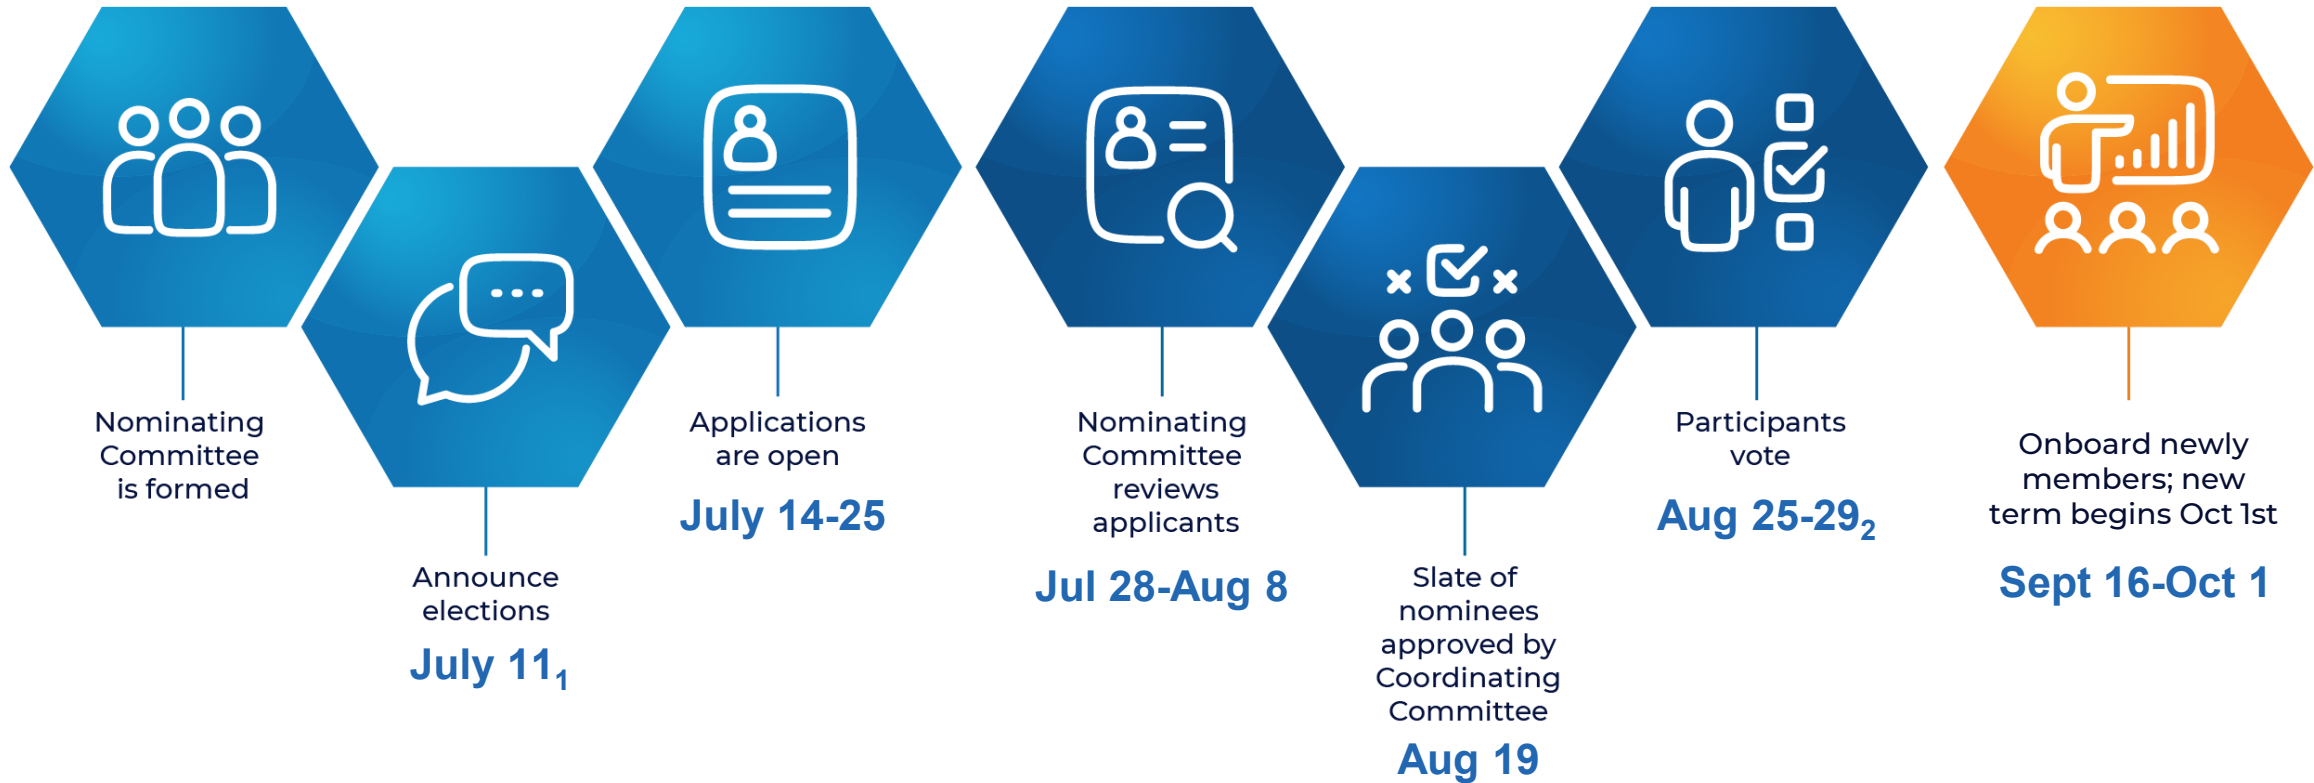 Nominating
Committee
is formed
Announce
elections
July 11₁
Applications
are open
July 14-25
Nominating
Committee
reviews
applicants
Jul 28-Aug 8
Slate of
nominees
approved by
Coordinating
Committee
Aug 19
Participants
vote
Aug 25-29₂
Onboard newly
members; new
term begins Oct 1st
Sept 16-Oct 1